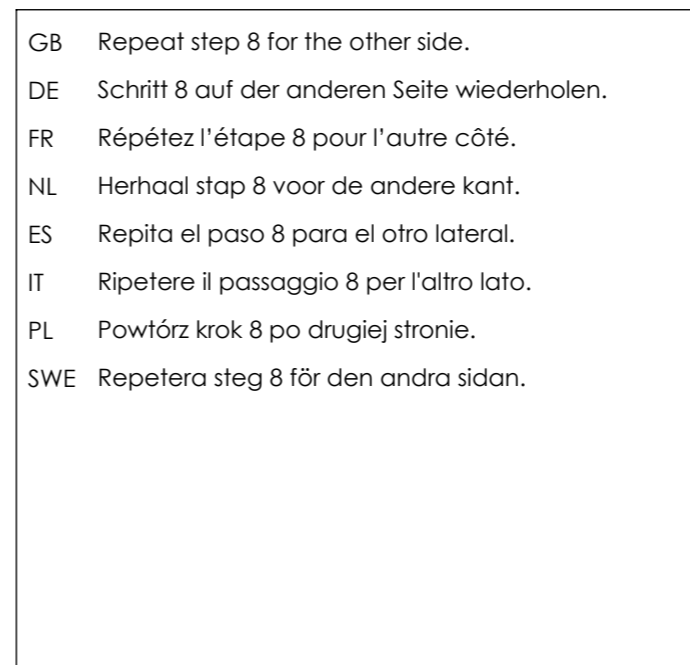 GB Repeat step 8 for the other side.
DE Schritt 8 auf der anderen Seite wiederholen.
FR Répétez l’étape 8 pour l’autre côté.
NL Herhaal stap 8 voor de andere kant.
ES Repita el paso 8 para el otro lateral.
IT Ripetere il passaggio 8 per l'altro lato.
PL Powtórz krok 8 po drugiej stronie.
SWE Repetera steg 8 för den andra sidan.